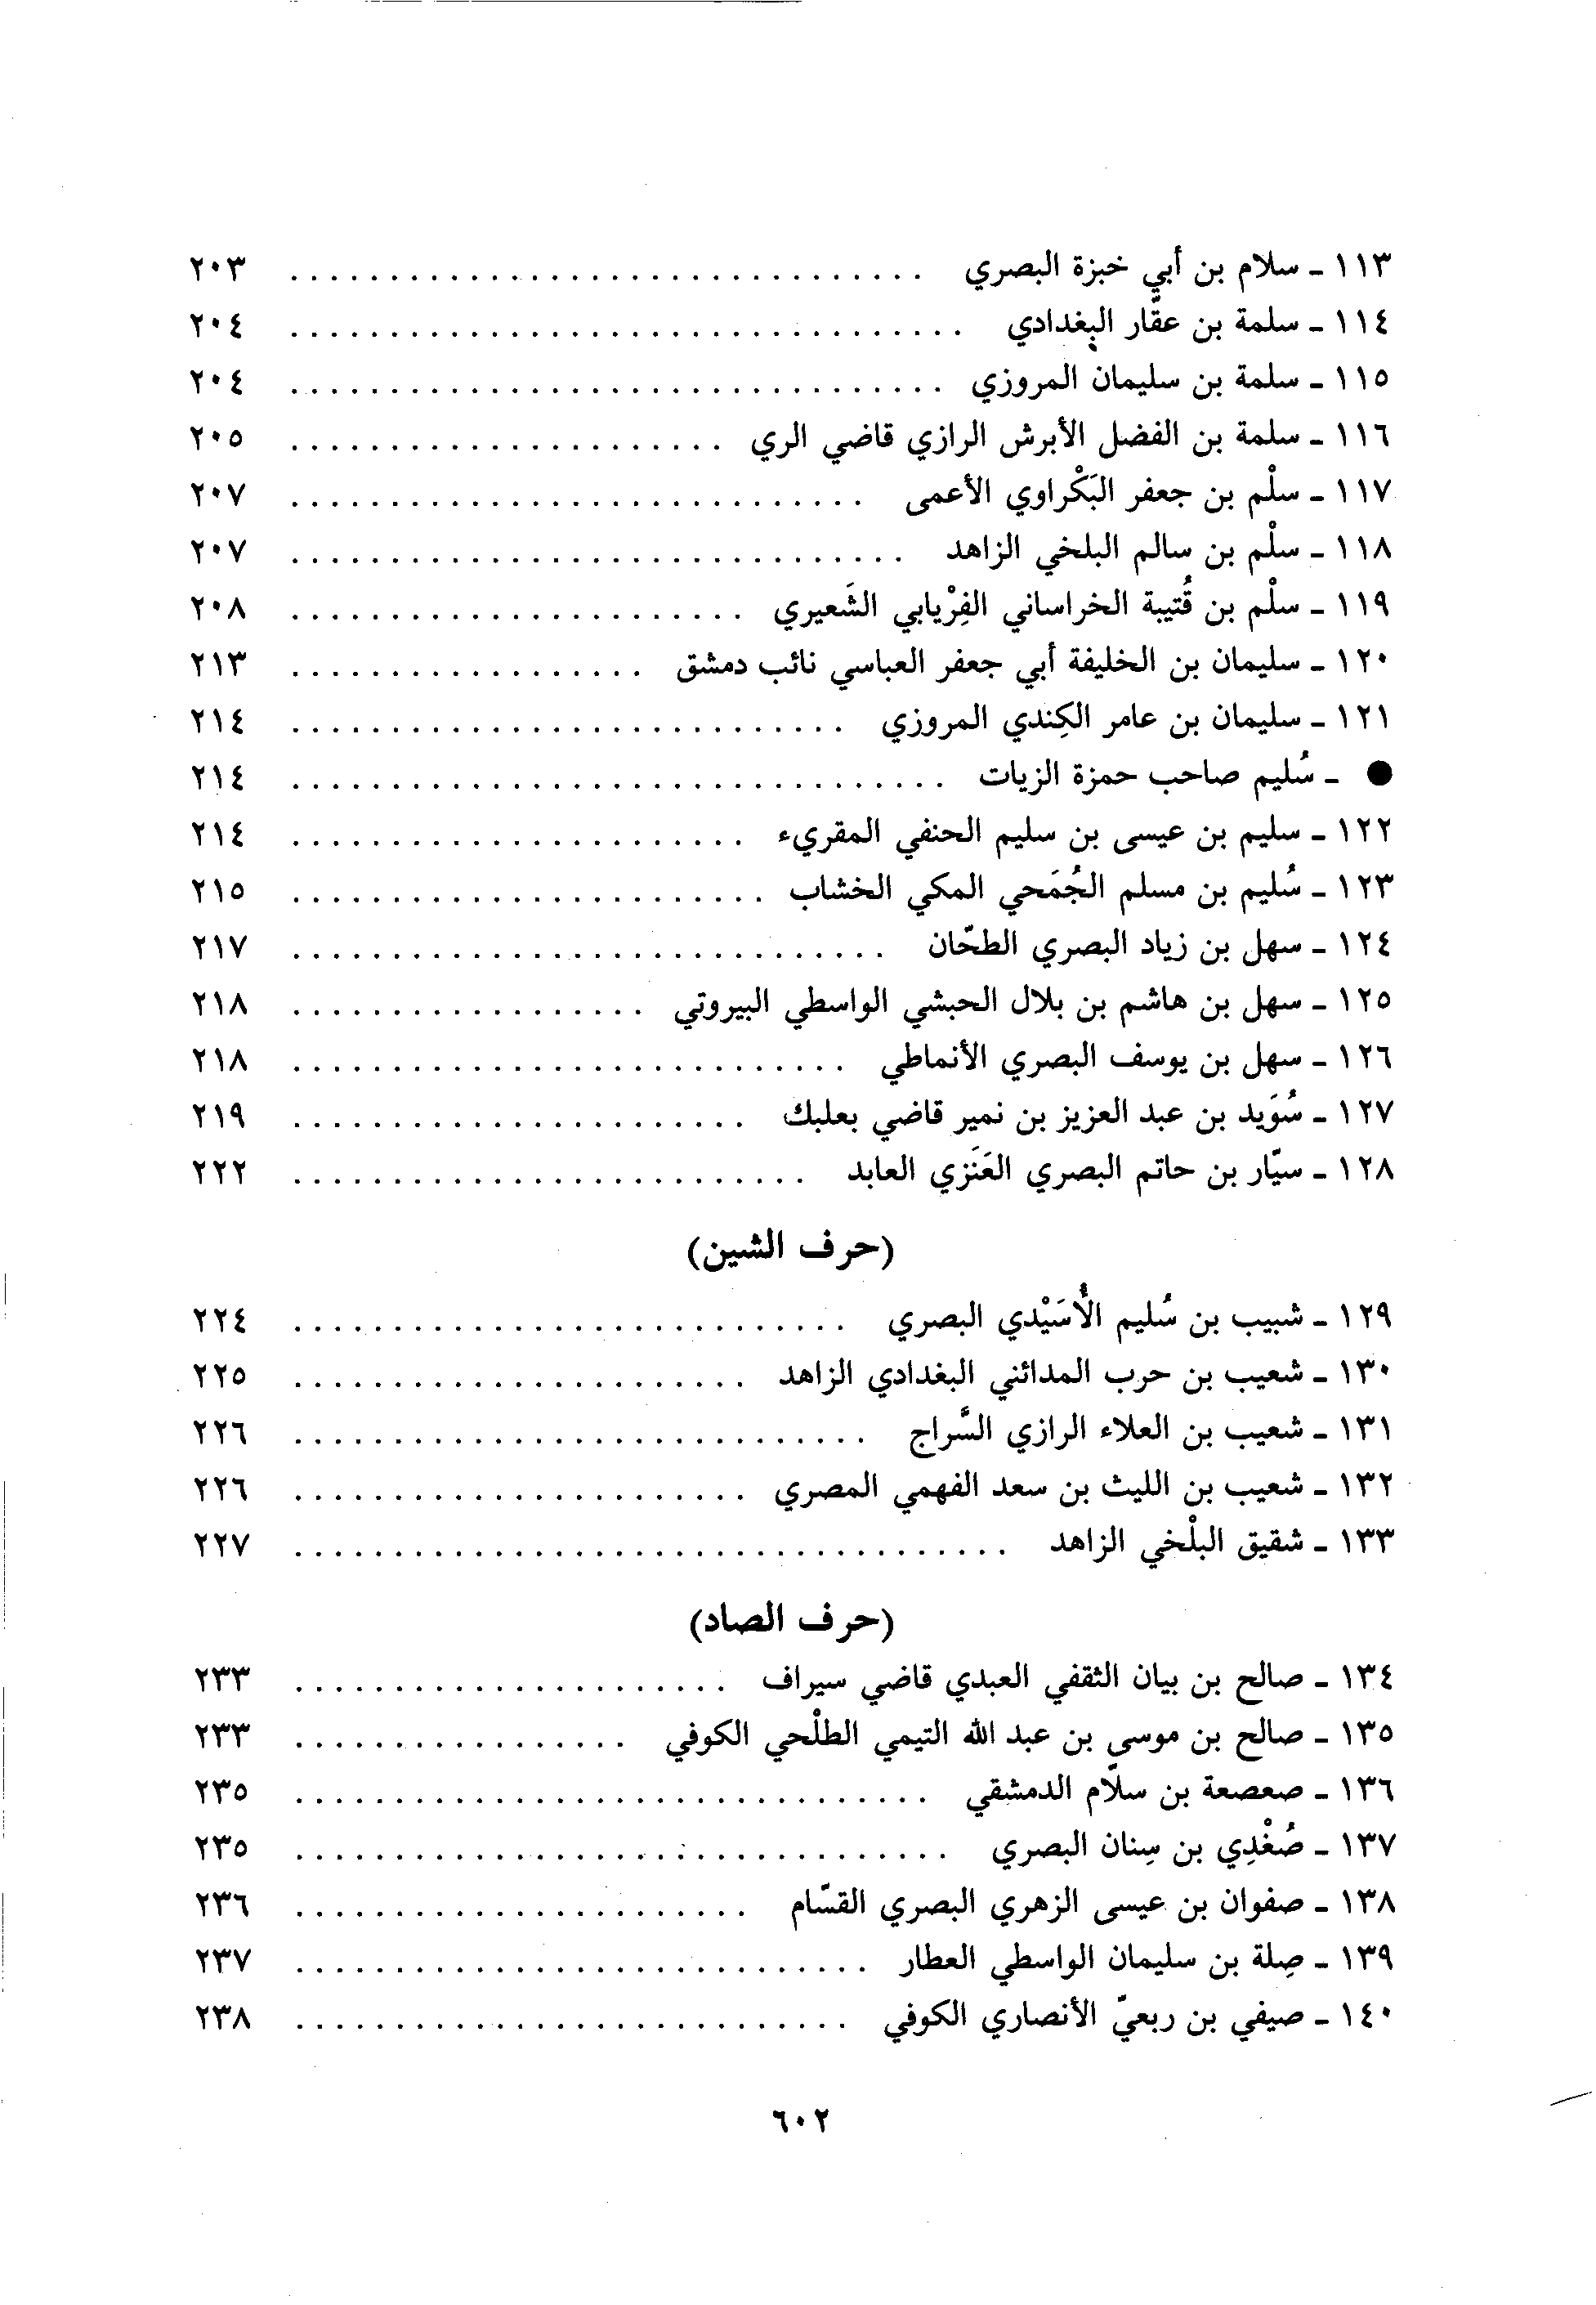 ١١٣ - سلام بن أبي خبزة البصري . . . . . . . . . . . . . . . . . . . . ٢٠٣
١١٤ - سلمة بن عقّار البغدادي . . . . . . . . . . . . . . . . . . . . ٢٠٤
١١٥ - سلمة بن سليمان المروزي . . . . . . . . . . . . . . . . . . . . ٢٠٤
١١٦ - سلمة بن الفضل الأبرش الرازي قاضي الري . . . . . . . . . . . . . . . . . . . . ٢٠٥
١١٧ - سلْم بن جعفر البَكْراوي الأعمى . . . . . . . . . . . . . . . . . . . . ٢٠٧
١١٨ - سلْم بن سالم البلخي الزاهد . . . . . . . . . . . . . . . . . . . . ٢٠٧
١١٩ - سلْم بن قُتيبة الخراساني الفِرْيابي الشَعيري . . . . . . . . . . . . . . . . . . . . ٢٠٨
١٢٠ - سليمان بن الخليفة أبي جعفر العباسي نائب دمشق . . . . . . . . . . . . . . . . . . ٢١٣
١٢١ - سليمان بن عامر الكِندي المروزي . . . . . . . . . . . . . . . . . . . . ٢١٤
● - سُليم صاحب حمزة الزيات . . . . . . . . . . . . . . . . . . . . ٢١٤
١٢٢ - سليم بن عيسى بن سليم الحنفي المقريء . . . . . . . . . . . . . . . . . . . . ٢١٤
١٢٣ - سُليم بن مسلم الجُمَحي المكي الخشاب . . . . . . . . . . . . . . . . . . . . ٢١٥
١٢٤ - سهل بن زياد البصري الطحّان . . . . . . . . . . . . . . . . . . . . ٢١٧
١٢٥ - سهل بن هاشم بن بلال الحبشي الواسطي البيروتي . . . . . . . . . . . . . . . . . . ٢١٨
١٢٦ - سهل بن يوسف البصري الأنماطي . . . . . . . . . . . . . . . . . . . . ٢١٨
١٢٧ - سُوَيد بن عبد العزيز بن نمير قاضي بعلبك . . . . . . . . . . . . . . . . . . . . ٢١٩
١٢٨ - سيّار بن حاتم البصري العَنَزي العابد . . . . . . . . . . . . . . . . . . . . ٢٢٢
(حرف الشين)
١٢٩ - شبيب بن سُليم الأُسَيْدي البصري . . . . . . . . . . . . . . . . . . . . ٢٢٤
١٣٠ - شعيب بن حرب المدائني البغدادي الزاهد . . . . . . . . . . . . . . . . . . . . ٢٢٥
١٣١ - شعيب بن العلاء الرازي السَّراج . . . . . . . . . . . . . . . . . . . . ٢٢٦
١٣٢ - شعيب بن الليث بن سعد الفهمي المصري . . . . . . . . . . . . . . . . . . . . ٢٢٦
١٣٣ - شقيق البلْخي الزاهد . . . . . . . . . . . . . . . . . . . . ٢٢٧
(حرف الصاد)
١٣٤ - صالح بن بيان الثقفي العبدي قاضي سيراف . . . . . . . . . . . . . . . . . . . . ٢٣٣
١٣٥ - صالح بن موسى بن عبد الله التيمي الطلْحي الكوفي . . . . . . . . . . . . . . . . . ٢٣٣
١٣٦ - صعصعة بن سلّام الدمشقي . . . . . . . . . . . . . . . . . . . . ٢٣٥
١٣٧ - صُغْدِي بن سِنان البصري . . . . . . . . . . . . . . . . . . . . ٢٣٥
١٣٨ - صفوان بن عيسى الزهري البصري القسّام . . . . . . . . . . . . . . . . . . . . ٢٣٦
١٣٩ - صِلة بن سليمان الواسطي العطار . . . . . . . . . . . . . . . . . . . . ٢٣٧
١٤٠ - صيفي بن ربعيّ الأنصاري الكوفي . . . . . . . . . . . . . . . . . . . . ٢٣٨
٦٠٢